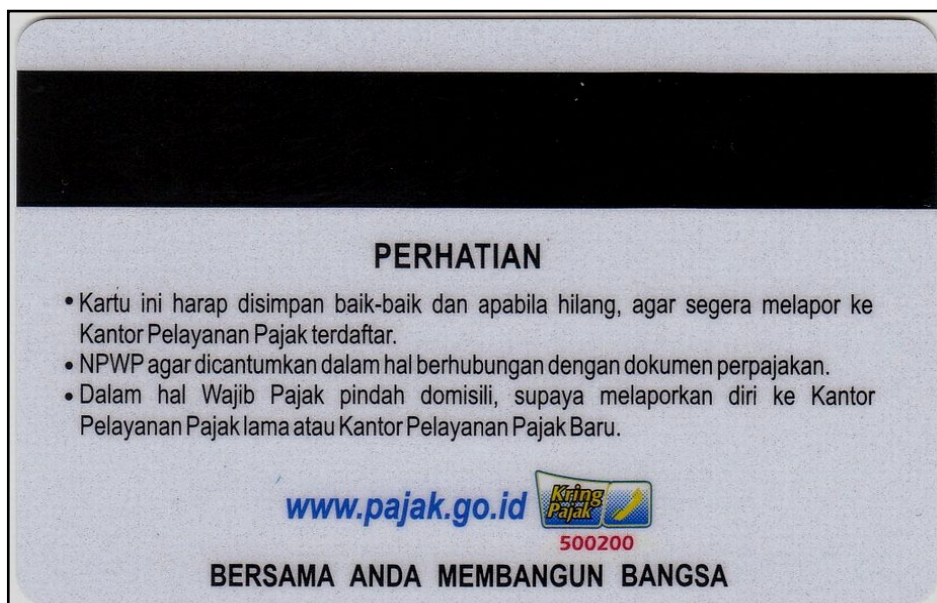 PERHATIAN
• Kartu ini harap disimpan baik-baik dan apabila hilang, agar segera melapor ke
Kantor Pelayanan Pajak terdaftar.
• NPWP agar dicantumkan dalam hal berhubungan dengan dokumen perpajakan.
• Dalam hal Wajib Pajak pindah domisili, supaya melaporkan diri ke Kantor
Pelayanan Pajak lama atau Kantor Pelayanan Pajak Baru.
www.pajak.go.id Kring
Pajak
500200
BERSAMA ANDA MEMBANGUN BANGSA